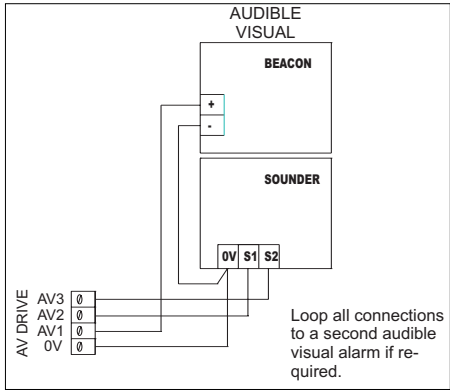 AUDIBLE
VISUAL
BEACON
+
-
SOUNDER
0V S1 S2
AV DRIVE
AV3
AV2
AV1
0V
Loop all connections
to a second audible
visual alarm if re-
quired.